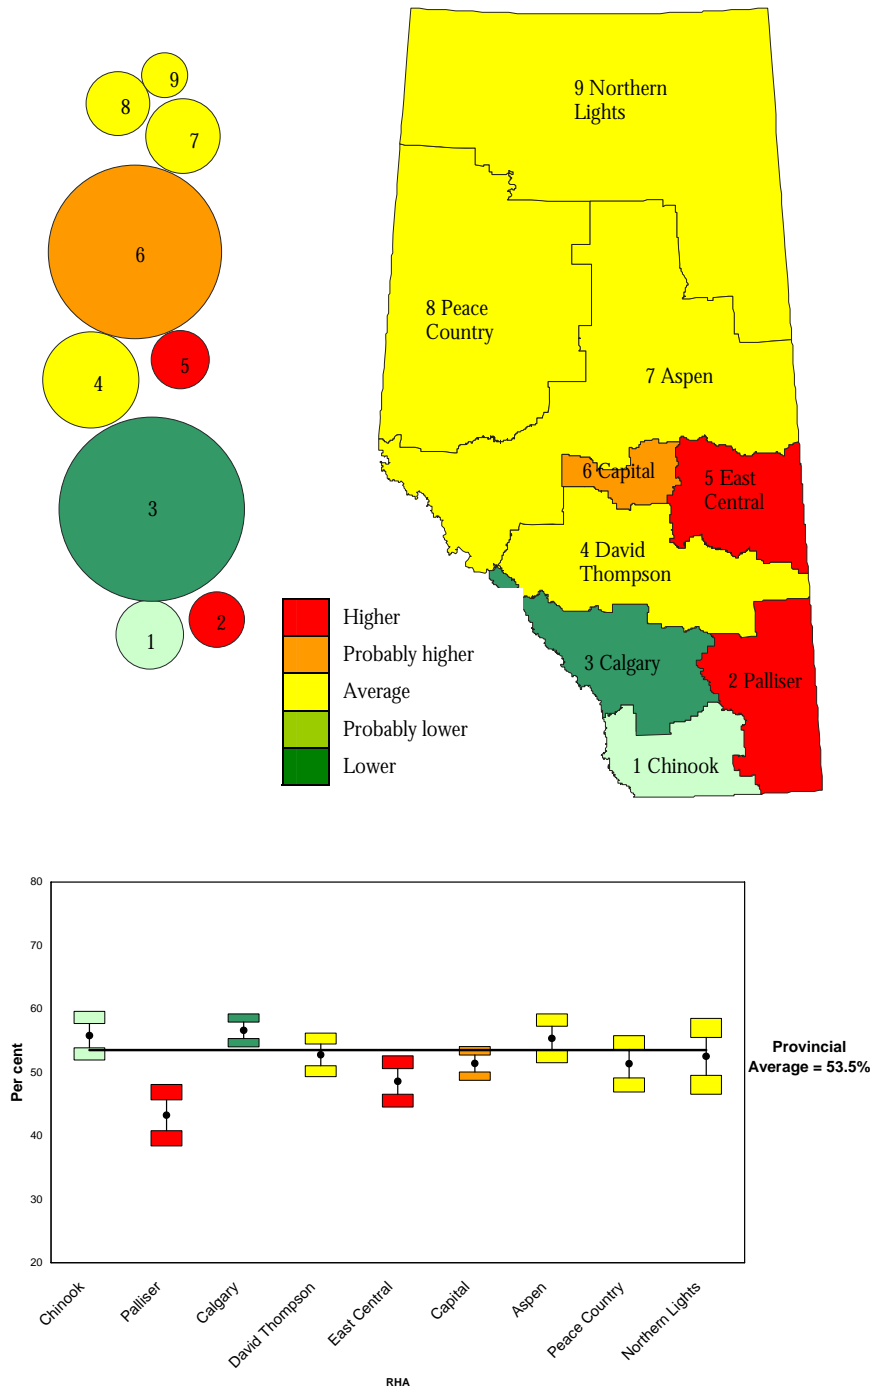 9
8
7
6
5
4
3
2
1
9 Northern
Lights
8 Peace
Country
7 Aspen
6 Capital
5 East
Central
4 David
Thompson
3 Calgary
2 Palliser
1 Chinook
Higher
Probably higher
Average
Probably lower
Lower
80
70
60
50
40
30
20
Per cent
Provincial
Average = 53.5%
Chinook
Palliser
Calgary
David Thompson
East Central
Capital
Aspen
Peace Country
Northern Lights
RHA